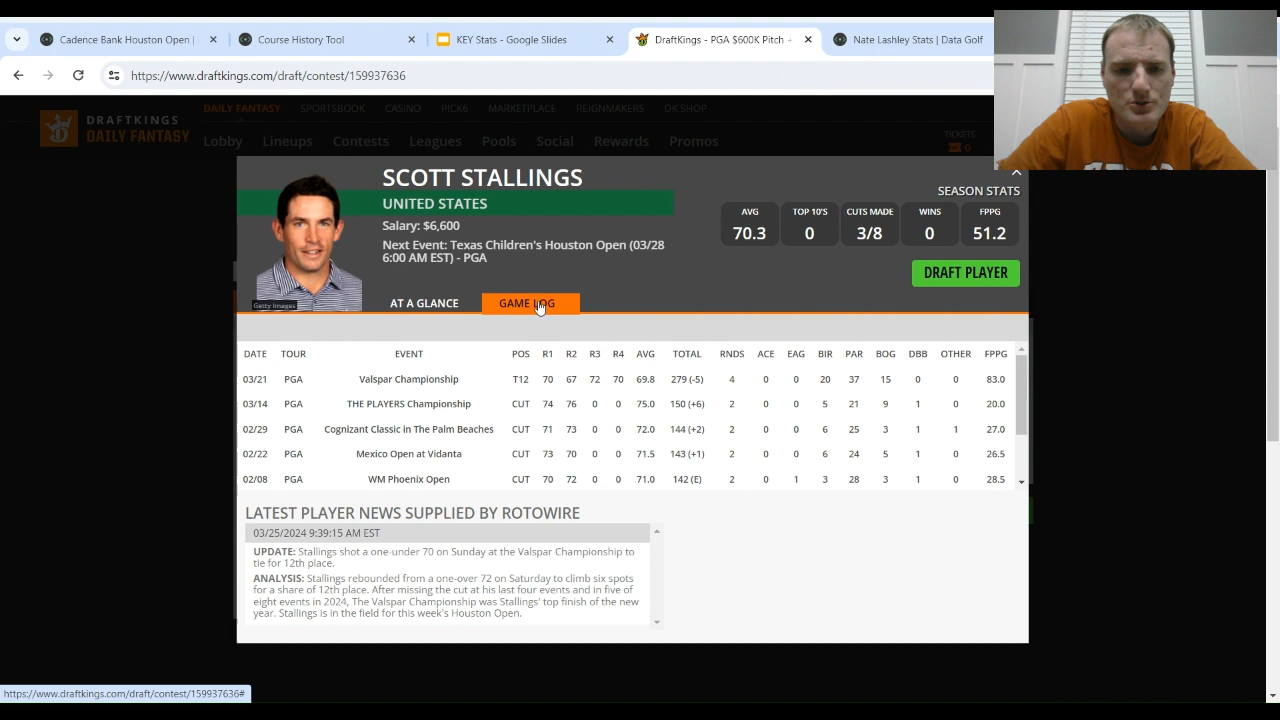 Cadence Bank Houston Open |
Course History Tool
KFT Stats - Google Slides
DraftKings - PGA $600K Pitch +
Nate Lashley Stats | Data Golf
https://www.draftkings.com/draft/contest/159937636
DRAFTKINGS
DAILY FANTASY
DAILY FANTASY SPORTSBOOK CASINO PICK6 MARKETPLACE REIGNMAKERS DK SHOP
Lobby Lineups Contests Leagues Pools Social Rewards Promos
TICKETS
0
SCOTT STALLINGS
UNITED STATES
Salary: $6,600
Next Event: Texas Children's Houston Open (03/28
6:00 AM EST) - PGA
Getty Images
SEASON STATS
AVG TOP 10'S CUTS MADE WINS FPPG
70.3 0 3/8 0 51.2
DRAFT PLAYER
AT A GLANCE GAME LOG
DATE TOUR EVENT POS R1 R2 R3 R4 AVG TOTAL RNDS ACE EAG BIR PAR BOG DBB OTHER FPPG
03/21 PGA Valspar Championship T12 70 67 72 70 69.8 279 (-5) 4 0 0 20 37 15 0 0 83.0
03/14 PGA THE PLAYERS Championship CUT 74 76 0 0 75.0 150 (+6) 2 0 0 5 21 9 1 0 20.0
02/29 PGA Cognizant Classic in The Palm Beaches CUT 71 73 0 0 72.0 144 (+2) 2 0 0 6 25 3 1 1 27.0
02/22 PGA Mexico Open at Vidanta CUT 73 70 0 0 71.5 143 (+1) 2 0 0 6 24 5 1 0 26.5
02/08 PGA WM Phoenix Open CUT 70 72 0 0 71.0 142 (E) 2 0 1 3 28 3 1 0 28.5
LATEST PLAYER NEWS SUPPLIED BY ROTOWIRE
03/25/2024 9:39:15 AM EST
UPDATE: Stallings shot a one-under 70 on Sunday at the Valspar Championship to
tie for 12th place.
ANALYSIS: Stallings rebounded from a one-over 72 on Saturday to climb six spots
for a share of 12th place. After missing the cut at his last four events and in five of
eight events in 2024, The Valspar Championship was Stallings' top finish of the new
year. Stallings is in the field for this week's Houston Open.
https://www.draftkings.com/draft/contest/159937636#